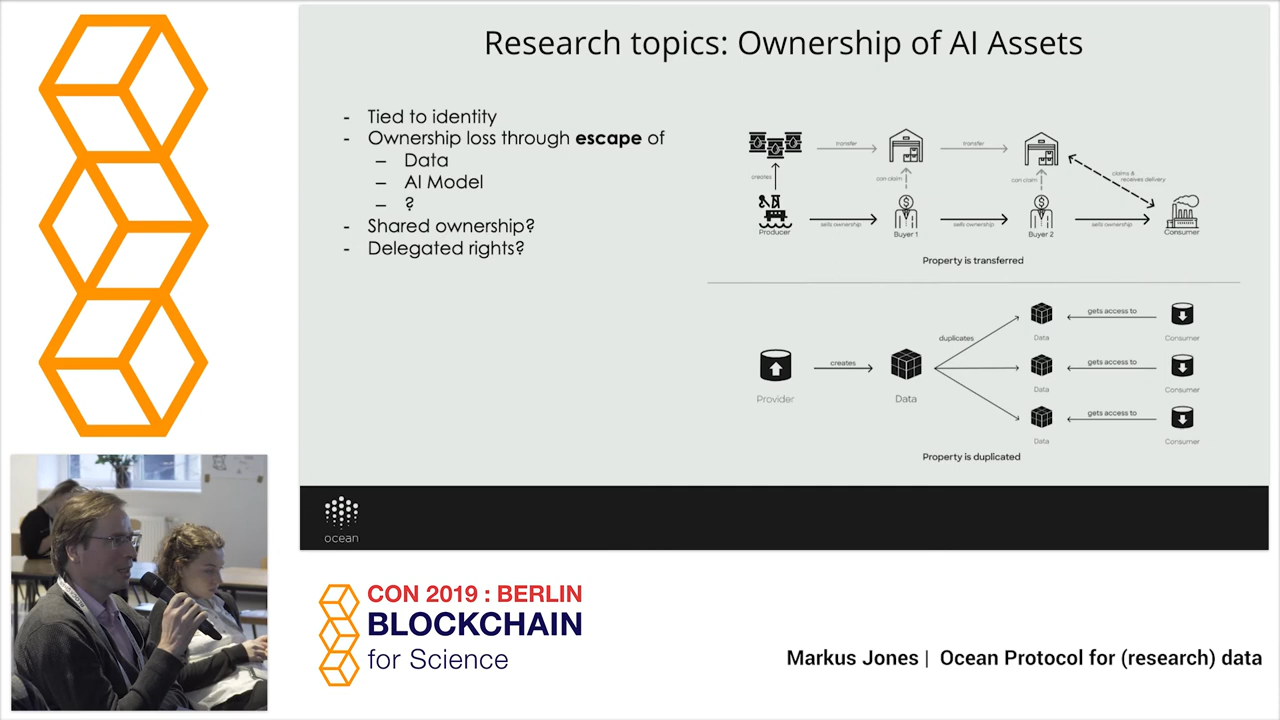 Research topics: Ownership of AI Assets
- Tied to identity
- Ownership loss through escape of
– Data
– AI Model
– ?
- Shared ownership?
- Delegated rights?
transfer
transfer
creates
can claim
can claim
claims &
receives delivery
Producer
sells ownership
Buyer 1
sells ownership
Buyer 2
sells ownership
Consumer
Property is transferred
Provider
creates
Data
duplicates
Data
gets access to
Consumer
Data
gets access to
Consumer
Data
gets access to
Consumer
Property is duplicated
ocean
CON 2019 : BERLIN
BLOCKCHAIN
for Science
Markus Jones | Ocean Protocol for (research) data